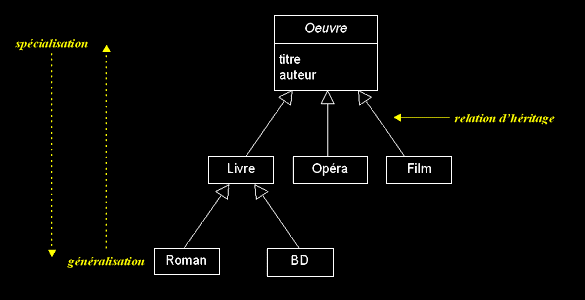 Oeuvre
spécialisation
titre
auteur
relation d'héritage
Livre
Opéra
Film
Roman
BD
généralisation